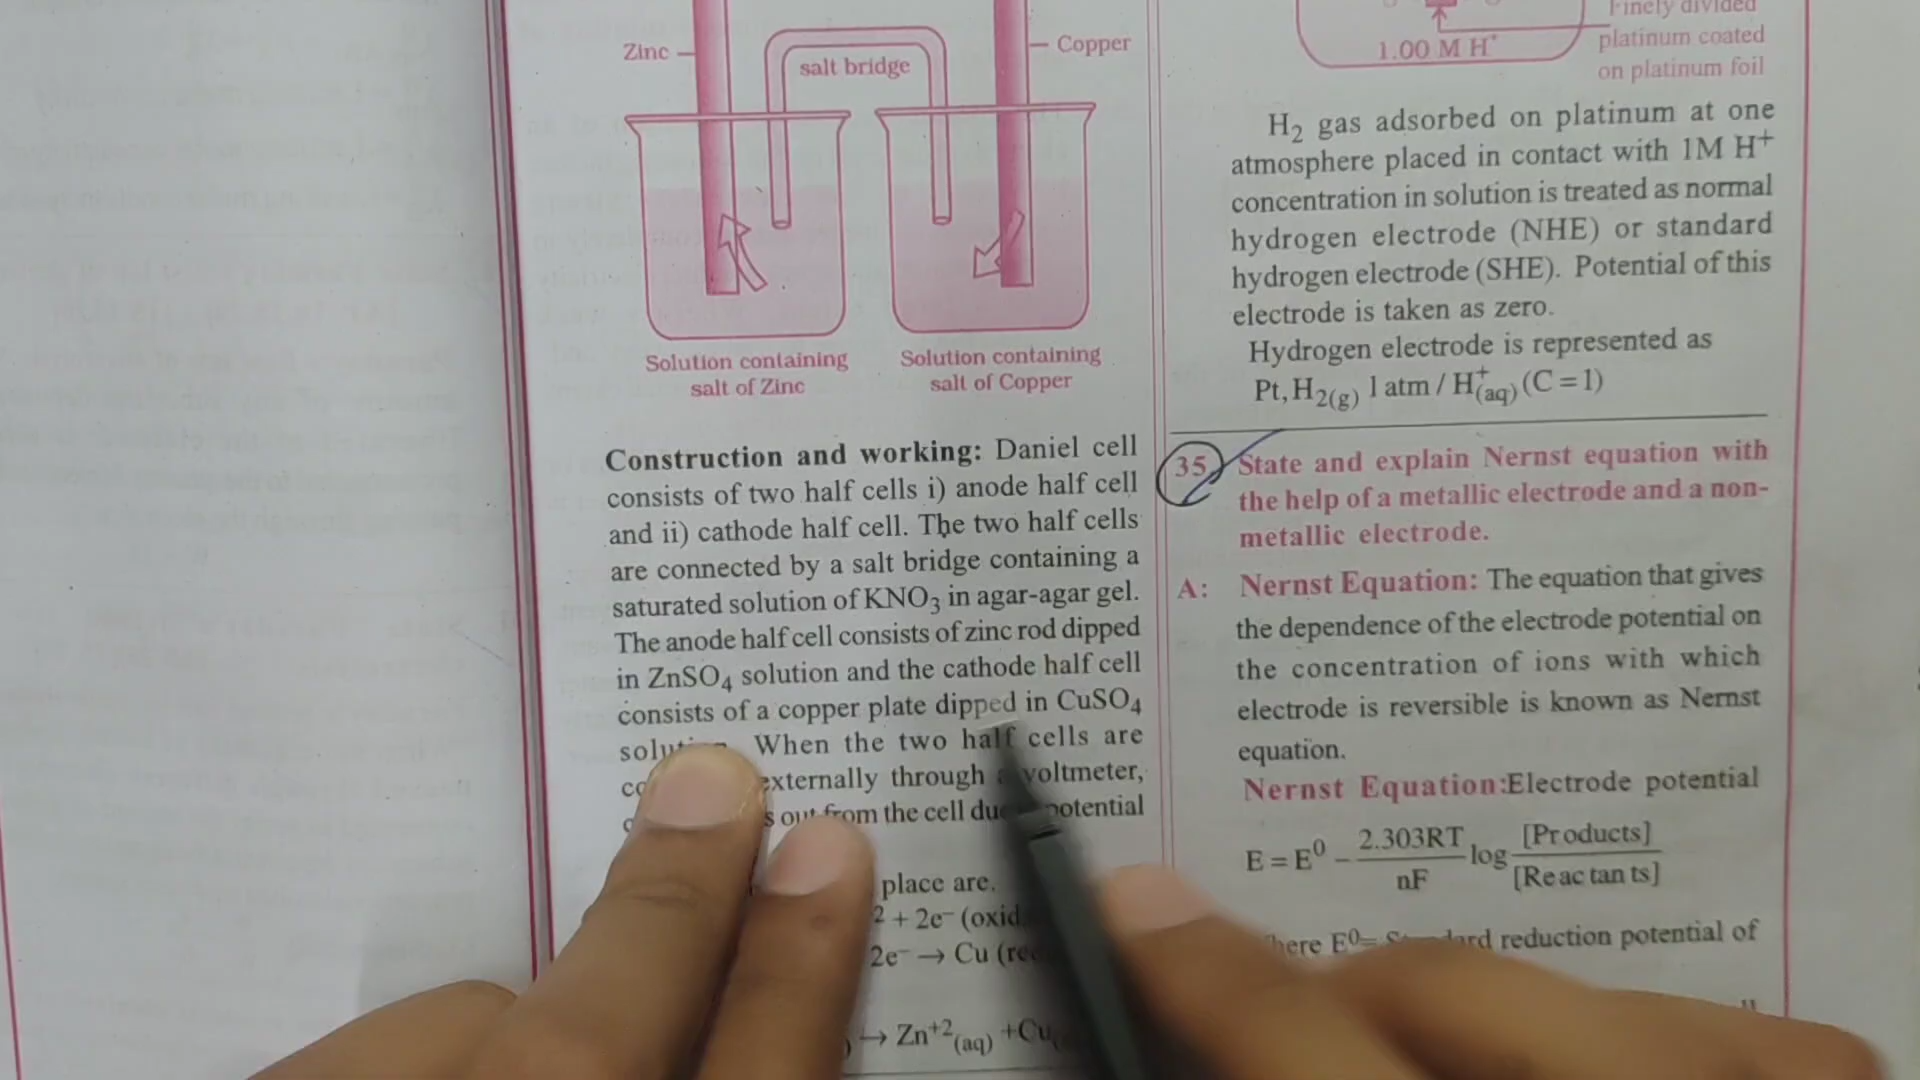 Zinc
salt bridge
Copper
Solution containing
salt of Zinc
Solution containing
salt of Copper
Construction and working: Daniel cell
consists of two half cells i) anode half cell
and ii) cathode half cell. The two half cells
are connected by a salt bridge containing a
saturated solution of KNO3 in agar-agar gel.
The anode half cell consists of zinc rod dipped
in ZnSO4 solution and the cathode half cell
consists of a copper plate dipped in CuSO4
When the two half cells are
externally through voltmeter,
out from the cell potential
place are.
2 + 2e⁻
2e⁻ → Cu
→ Zn⁺²(aq) +Cu
Finely divided
platinum coated
on platinum foil
1.00 M H⁺
H2 gas adsorbed on platinum at one
atmosphere placed in contact with 1M H⁺
concentration in solution is treated as normal
hydrogen electrode (NHE) or standard
hydrogen electrode (SHE). Potential of this
electrode is taken as zero.
Hydrogen electrode is represented as
Pt, H2(g) 1 atm / H⁺(aq) (C = 1)
35. State and explain Nernst equation with
the help of a metallic electrode and a non-
metallic electrode.
A: Nernst Equation: The equation that gives
the dependence of the electrode potential on
the concentration of ions with which
electrode is reversible is known as Nernst
equation.
Nernst Equation:Electrode potential
E = E⁰ − 2.303RT/nF log [Products]/[Reactants]
E⁰= reduction potential of